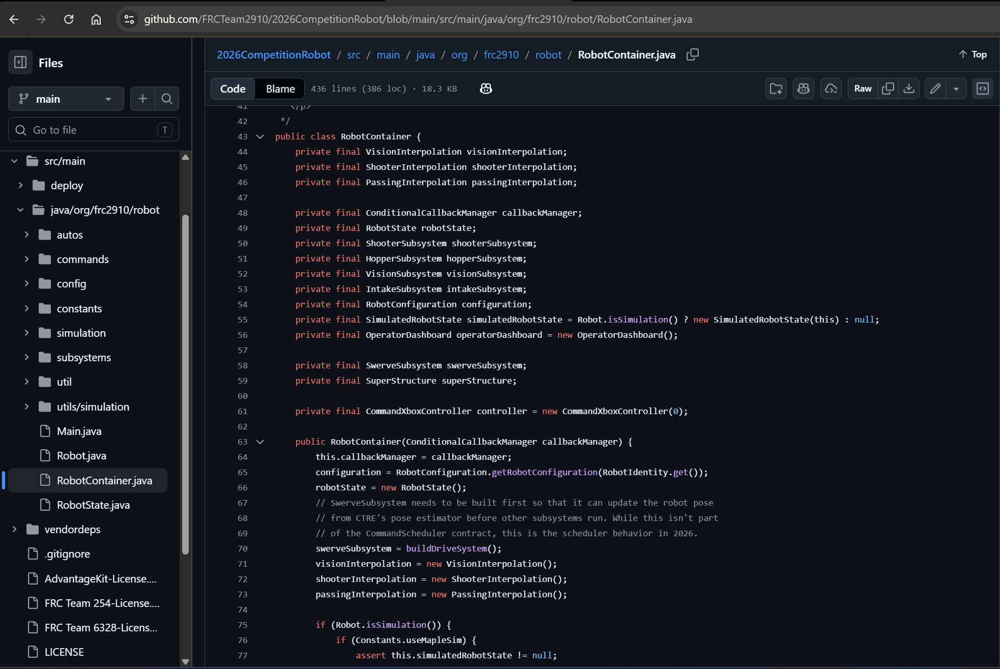 github.com/FRCTeam2910/2026CompetitionRobot/blob/main/src/main/java/org/frc2910/robot/RobotContainer.java
Files
main
Go to file
T
src/main
deploy
java/org/frc2910/robot
autos
commands
config
constants
simulation
subsystems
util
utils/simulation
Main.java
Robot.java
RobotContainer.java
RobotState.java
vendordeps
.gitignore
AdvantageKit-License....
FRC Team 254-License....
FRC Team 6328-Licens...
LICENSE
2026CompetitionRobot / src / main / java / org / frc2910 / robot / RobotContainer.java
Top
Code Blame 436 lines (386 loc) · 18.3 KB
Raw
41 </p>
42 */
43 public class RobotContainer {
44 private final VisionInterpolation visionInterpolation;
45 private final ShooterInterpolation shooterInterpolation;
46 private final PassingInterpolation passingInterpolation;
47
48 private final ConditionalCallbackManager callbackManager;
49 private final RobotState robotState;
50 private final ShooterSubsystem shooterSubsystem;
51 private final HopperSubsystem hopperSubsystem;
52 private final VisionSubsystem visionSubsystem;
53 private final IntakeSubsystem intakeSubsystem;
54 private final RobotConfiguration configuration;
55 private final SimulatedRobotState simulatedRobotState = Robot.isSimulation() ? new SimulatedRobotState(this) : null;
56 private final OperatorDashboard operatorDashboard = new OperatorDashboard();
57
58 private final SwerveSubsystem swerveSubsystem;
59 private final SuperStructure superStructure;
60
61 private final CommandXboxController controller = new CommandXboxController(0);
62
63 public RobotContainer(ConditionalCallbackManager callbackManager) {
64 this.callbackManager = callbackManager;
65 configuration = RobotConfiguration.getRobotConfiguration(RobotIdentity.get());
66 robotState = new RobotState();
67 // SwerveSubsystem needs to be built first so that it can update the robot pose
68 // from CTRE's pose estimator before other subsystems run. While this isn't part
69 // of the CommandScheduler contract, this is the scheduler behavior in 2026.
70 swerveSubsystem = buildDriveSystem();
71 visionInterpolation = new VisionInterpolation();
72 shooterInterpolation = new ShooterInterpolation();
73 passingInterpolation = new PassingInterpolation();
74
75 if (Robot.isSimulation()) {
76 if (Constants.useMapleSim) {
77 assert this.simulatedRobotState != null;